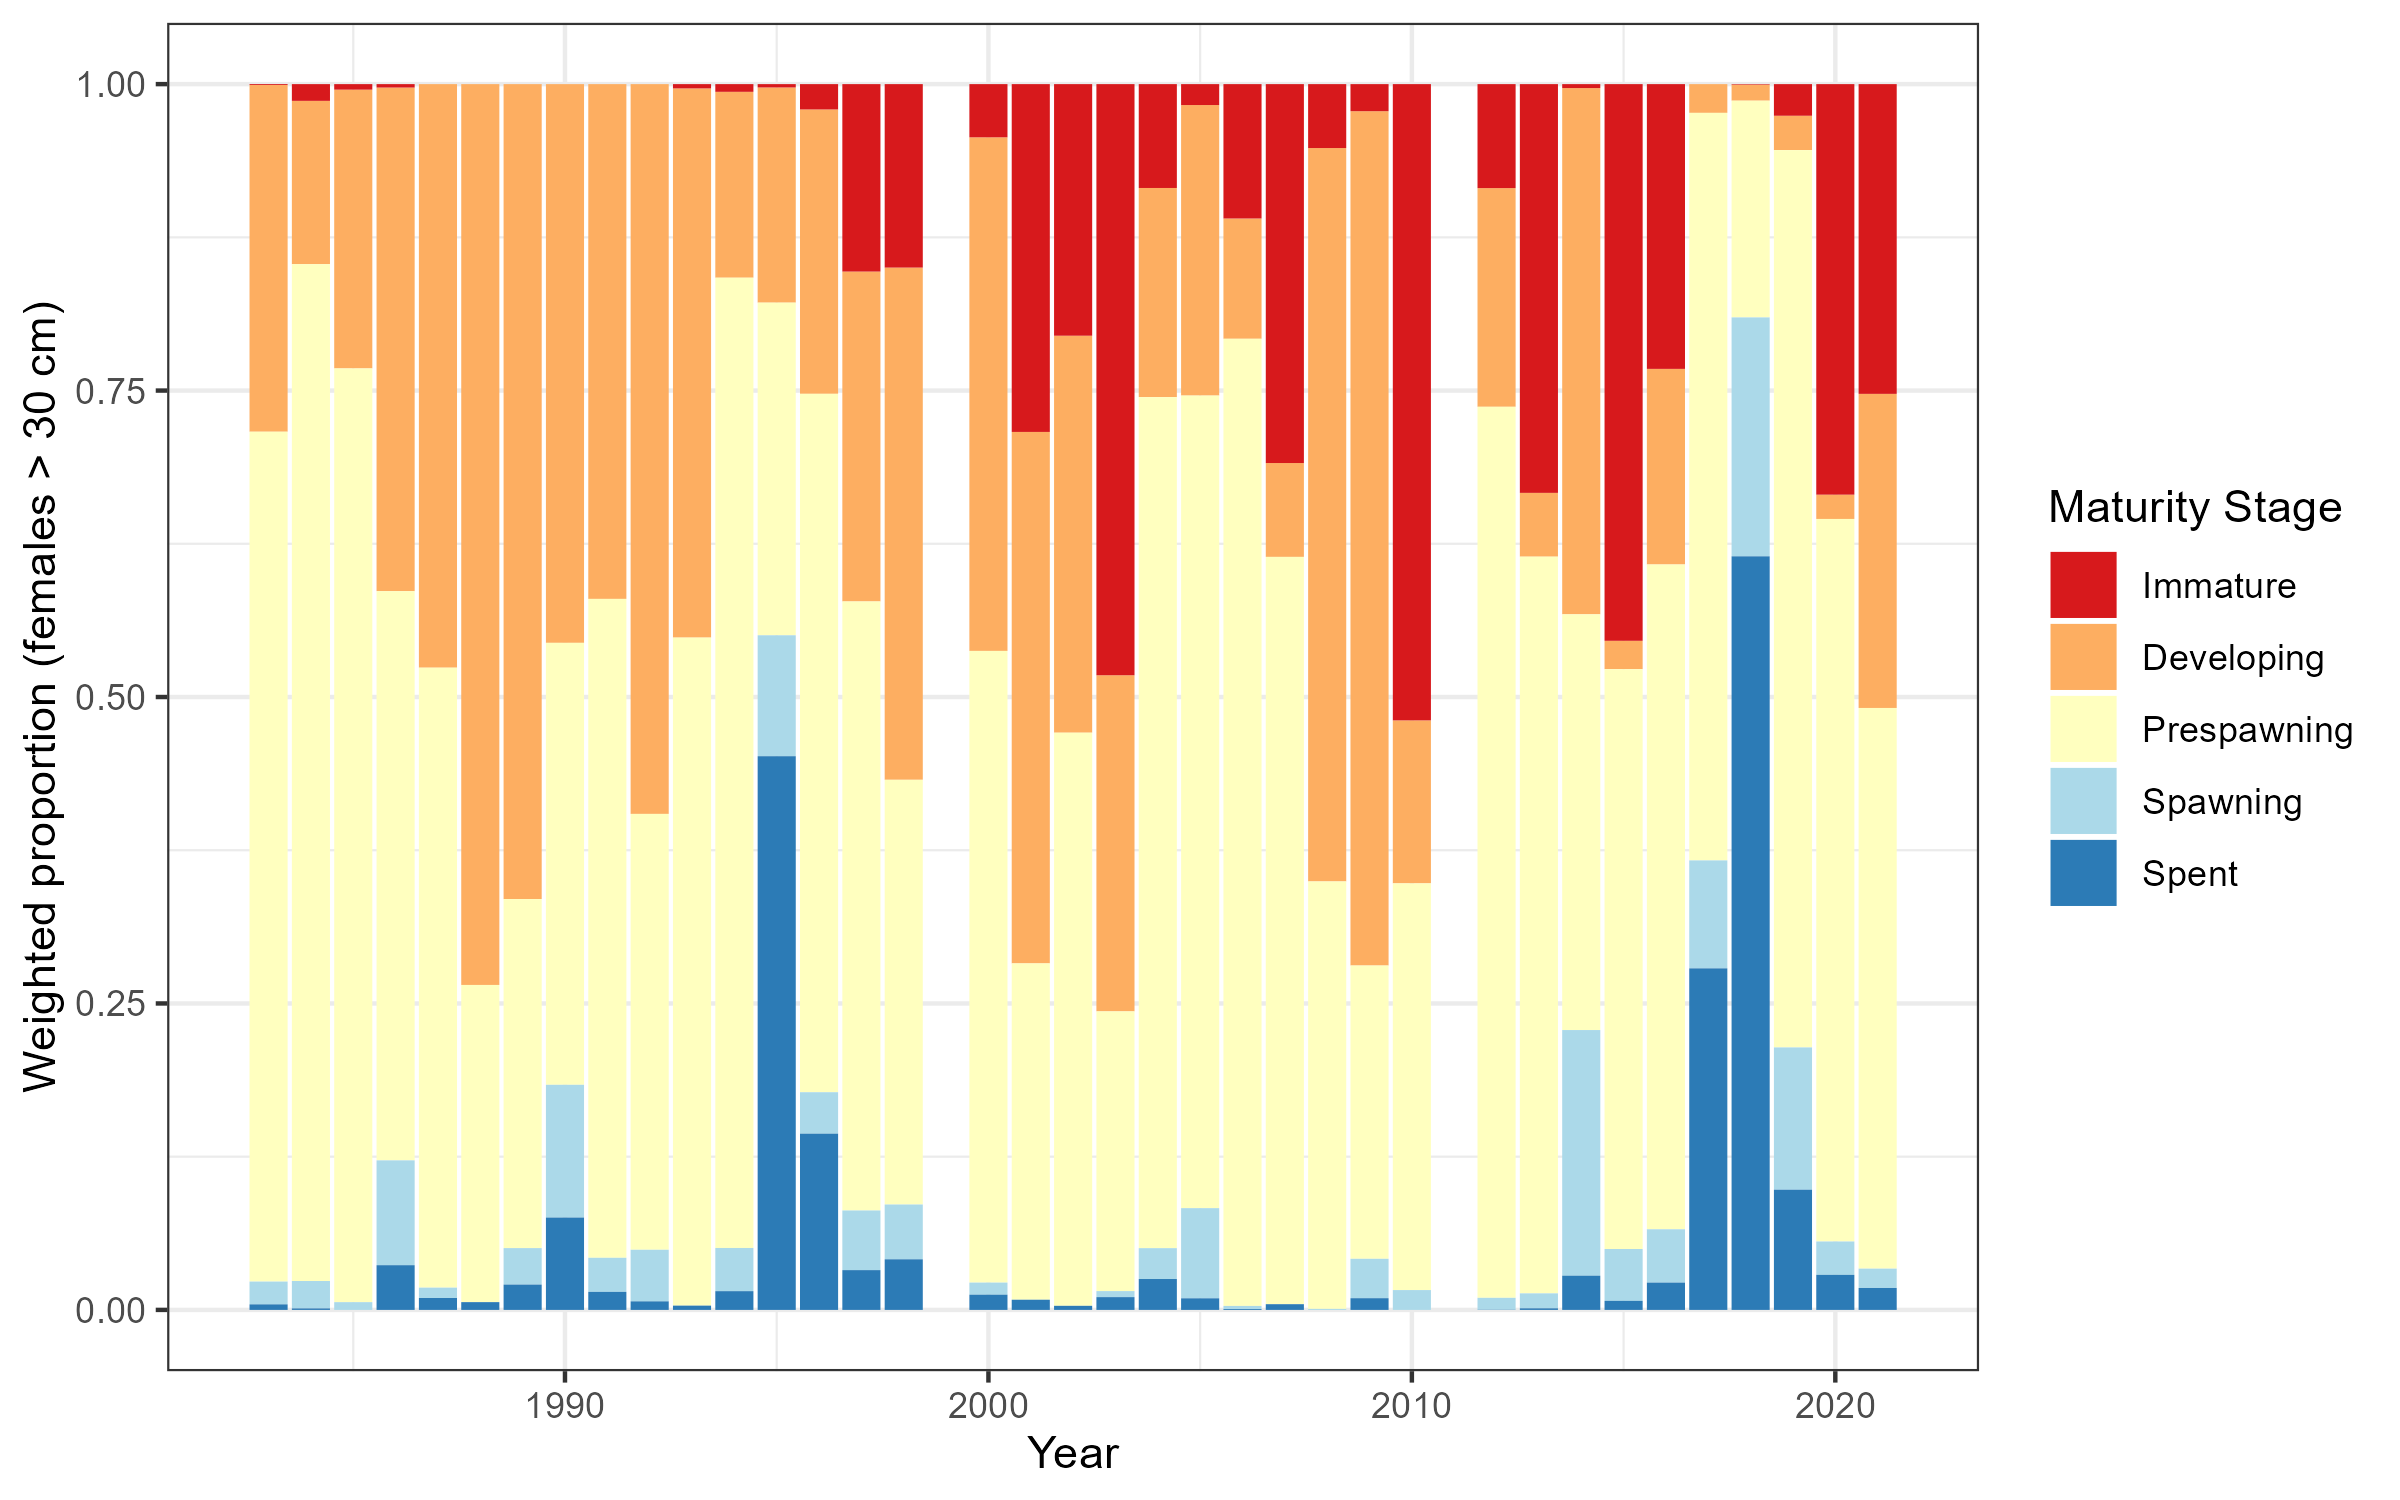 Weighted proportion (females > 30 cm)
1.00
0.75
0.50
0.25
0.00
1990
2000
2010
2020
Year
Maturity Stage
Immature
Developing
Prespawning
Spawning
Spent